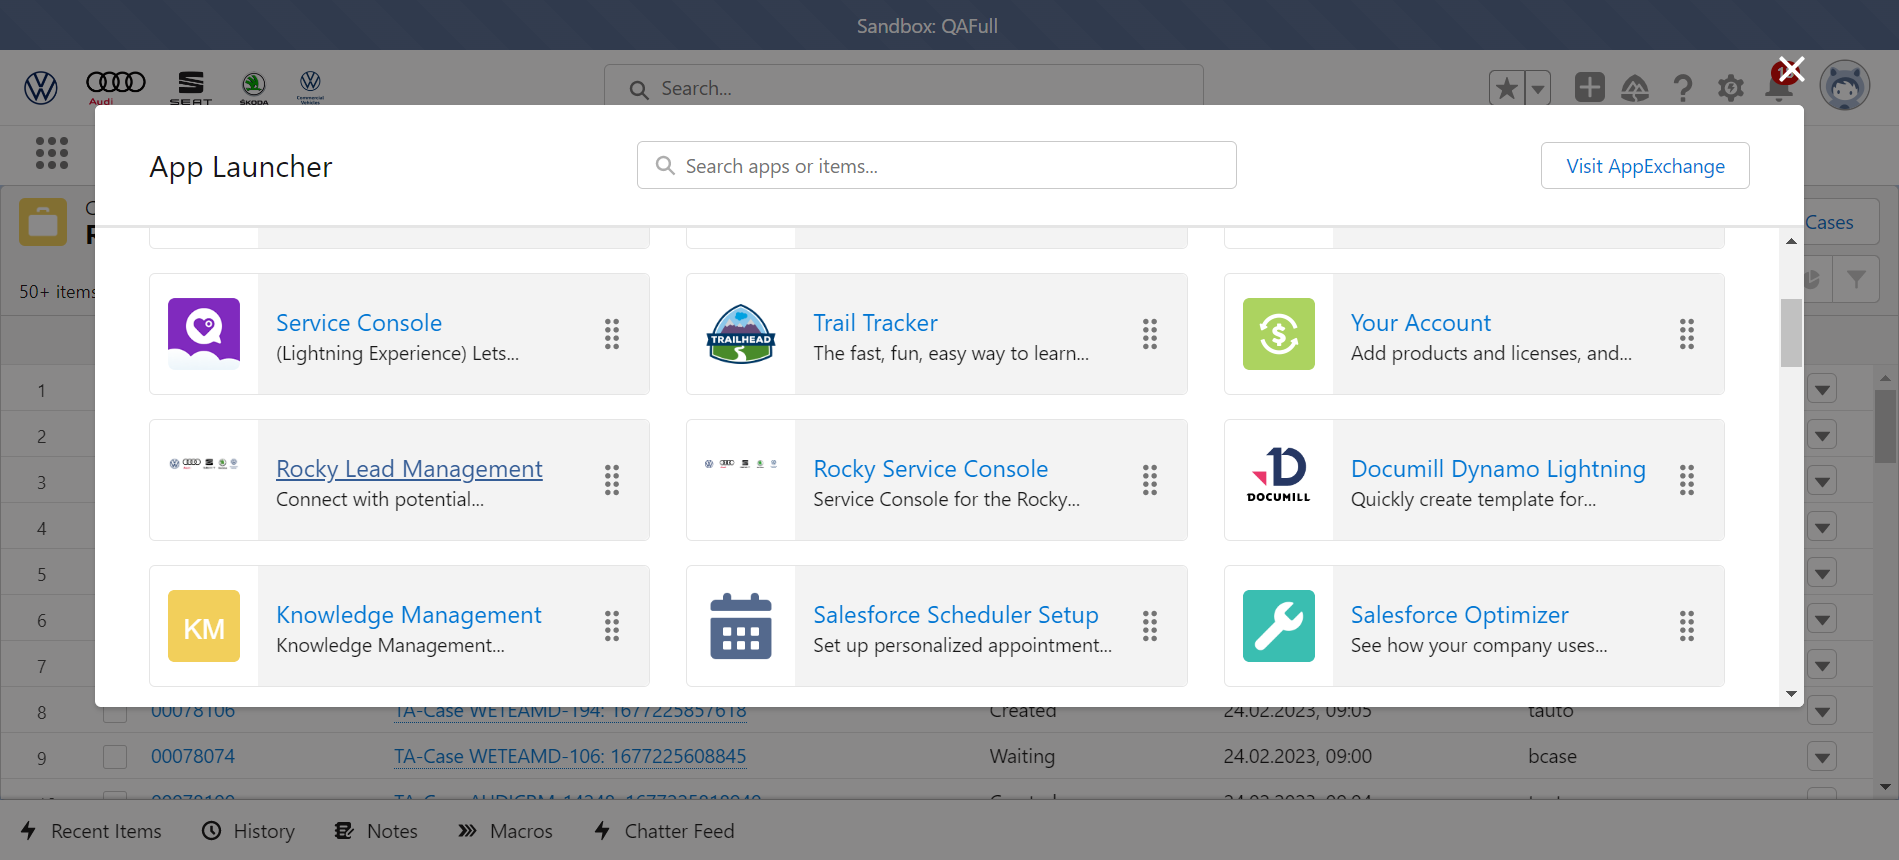 Sandbox: QAFull
Audi
SEAT
ŠKODA
Commercial
Vehicles
Search...
App Launcher
Search apps or items...
Visit AppExchange
Cases
50+ items
Service Console
(Lightning Experience) Lets...
TRAILHEAD
Trail Tracker
The fast, fun, easy way to learn...
Your Account
Add products and licenses, and...
Rocky Lead Management
Connect with potential...
Rocky Service Console
Service Console for the Rocky...
DOCUMILL
Documill Dynamo Lightning
Quickly create template for...
KM
Knowledge Management
Knowledge Management...
Salesforce Scheduler Setup
Set up personalized appointment...
Salesforce Optimizer
See how your company uses...
1
2
3
4
5
6
7
8 00078106 TA-Case WETEAMD-194: 1677225857618 Created 24.02.2023, 09:05 tauto
9 00078074 TA-Case WETEAMD-106: 1677225608845 Waiting 24.02.2023, 09:00 bcase
Recent Items History Notes Macros Chatter Feed